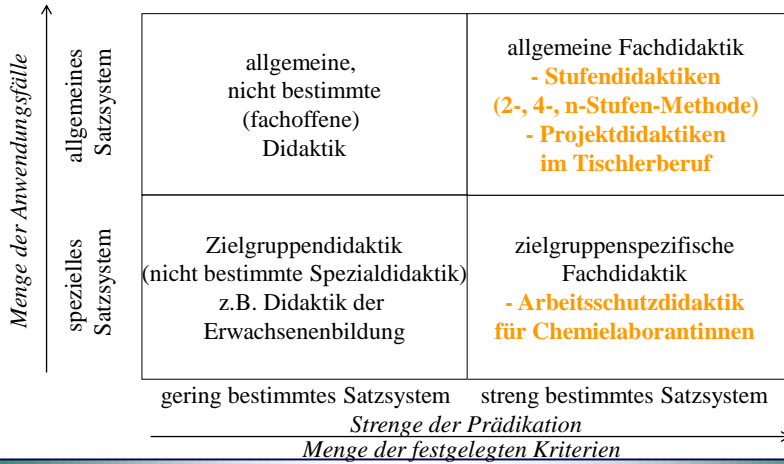 Menge der Anwendungsfälle
allgemeines
Satzsystem
allgemeine,
nicht bestimmte
(fachoffene)
Didaktik
allgemeine Fachdidaktik
- Stufendidaktiken
(2-, 4-, n-Stufen-Methode)
- Projektdidaktiken
im Tischlerberuf
spezielles
Satzsystem
Zielgruppendidaktik
(nicht bestimmte Spezialdidaktik)
z.B. Didaktik der
Erwachsenenbildung
zielgruppenspezifische
Fachdidaktik
- Arbeitsschutzdidaktik
für Chemielaborantinnen
gering bestimmtes Satzsystem
streng bestimmtes Satzsystem
Strenge der Prädikation
Menge der festgelegten Kriterien